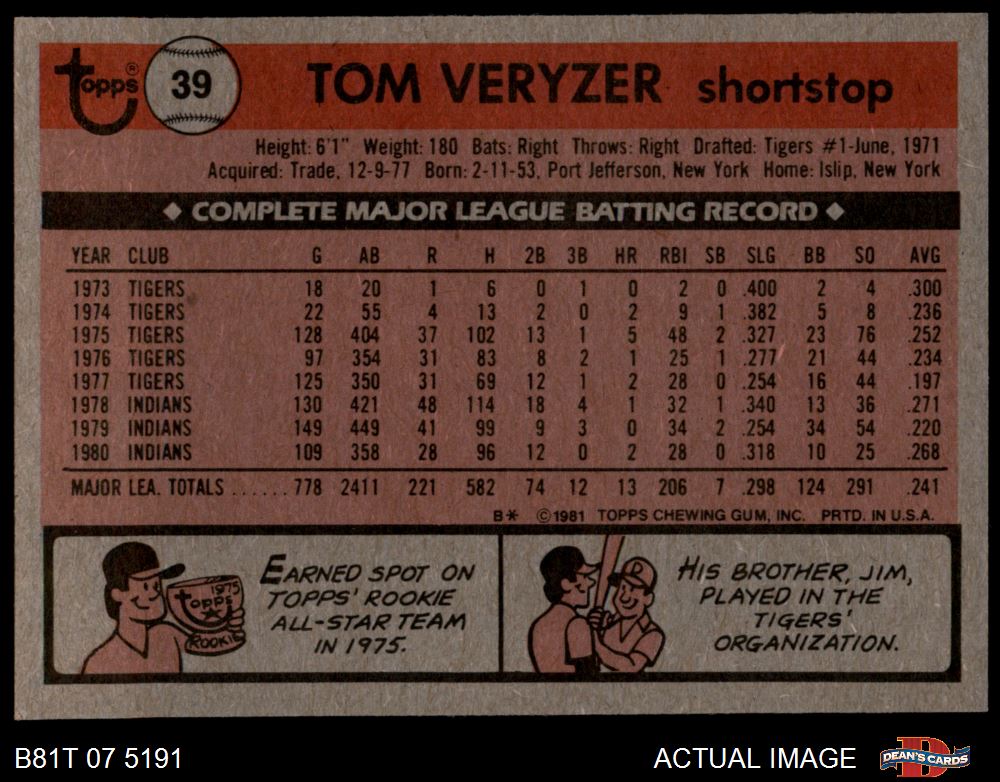 topps® 39 TOM VERYZER shortstop
Height: 6'1" Weight: 180 Bats: Right Throws: Right Drafted: Tigers #1-June, 1971
Acquired: Trade, 12-9-77 Born: 2-11-53, Port Jefferson, New York Home: Islip, New York
◆ COMPLETE MAJOR LEAGUE BATTING RECORD ◆
YEAR CLUB G AB R H 2B 3B HR RBI SB SLG BB SO AVG
1973 TIGERS 18 20 1 6 0 1 0 2 0 .400 2 4 .300
1974 TIGERS 22 55 4 13 2 0 2 9 1 .382 5 8 .236
1975 TIGERS 128 404 37 102 13 1 5 48 2 .327 23 76 .252
1976 TIGERS 97 354 31 83 8 2 1 25 1 .277 21 44 .234
1977 TIGERS 125 350 31 69 12 1 2 28 0 .254 16 44 .197
1978 INDIANS 130 421 48 114 18 4 1 32 1 .340 13 36 .271
1979 INDIANS 149 449 41 99 9 3 0 34 2 .254 34 54 .220
1980 INDIANS 109 358 28 96 12 0 2 28 0 .318 10 25 .268
MAJOR LEA. TOTALS ...... 778 2411 221 582 74 12 13 206 7 .298 124 291 .241
B* ©1981 TOPPS CHEWING GUM, INC. PRTD. IN U.S.A.
1975
topps
ROOKIE
EARNED SPOT ON
TOPPS' ROOKIE
ALL-STAR TEAM
IN 1975.
HIS BROTHER, JIM,
PLAYED IN THE
TIGERS'
ORGANIZATION.
B81T 07 5191 ACTUAL IMAGE DEAN'S CARDS